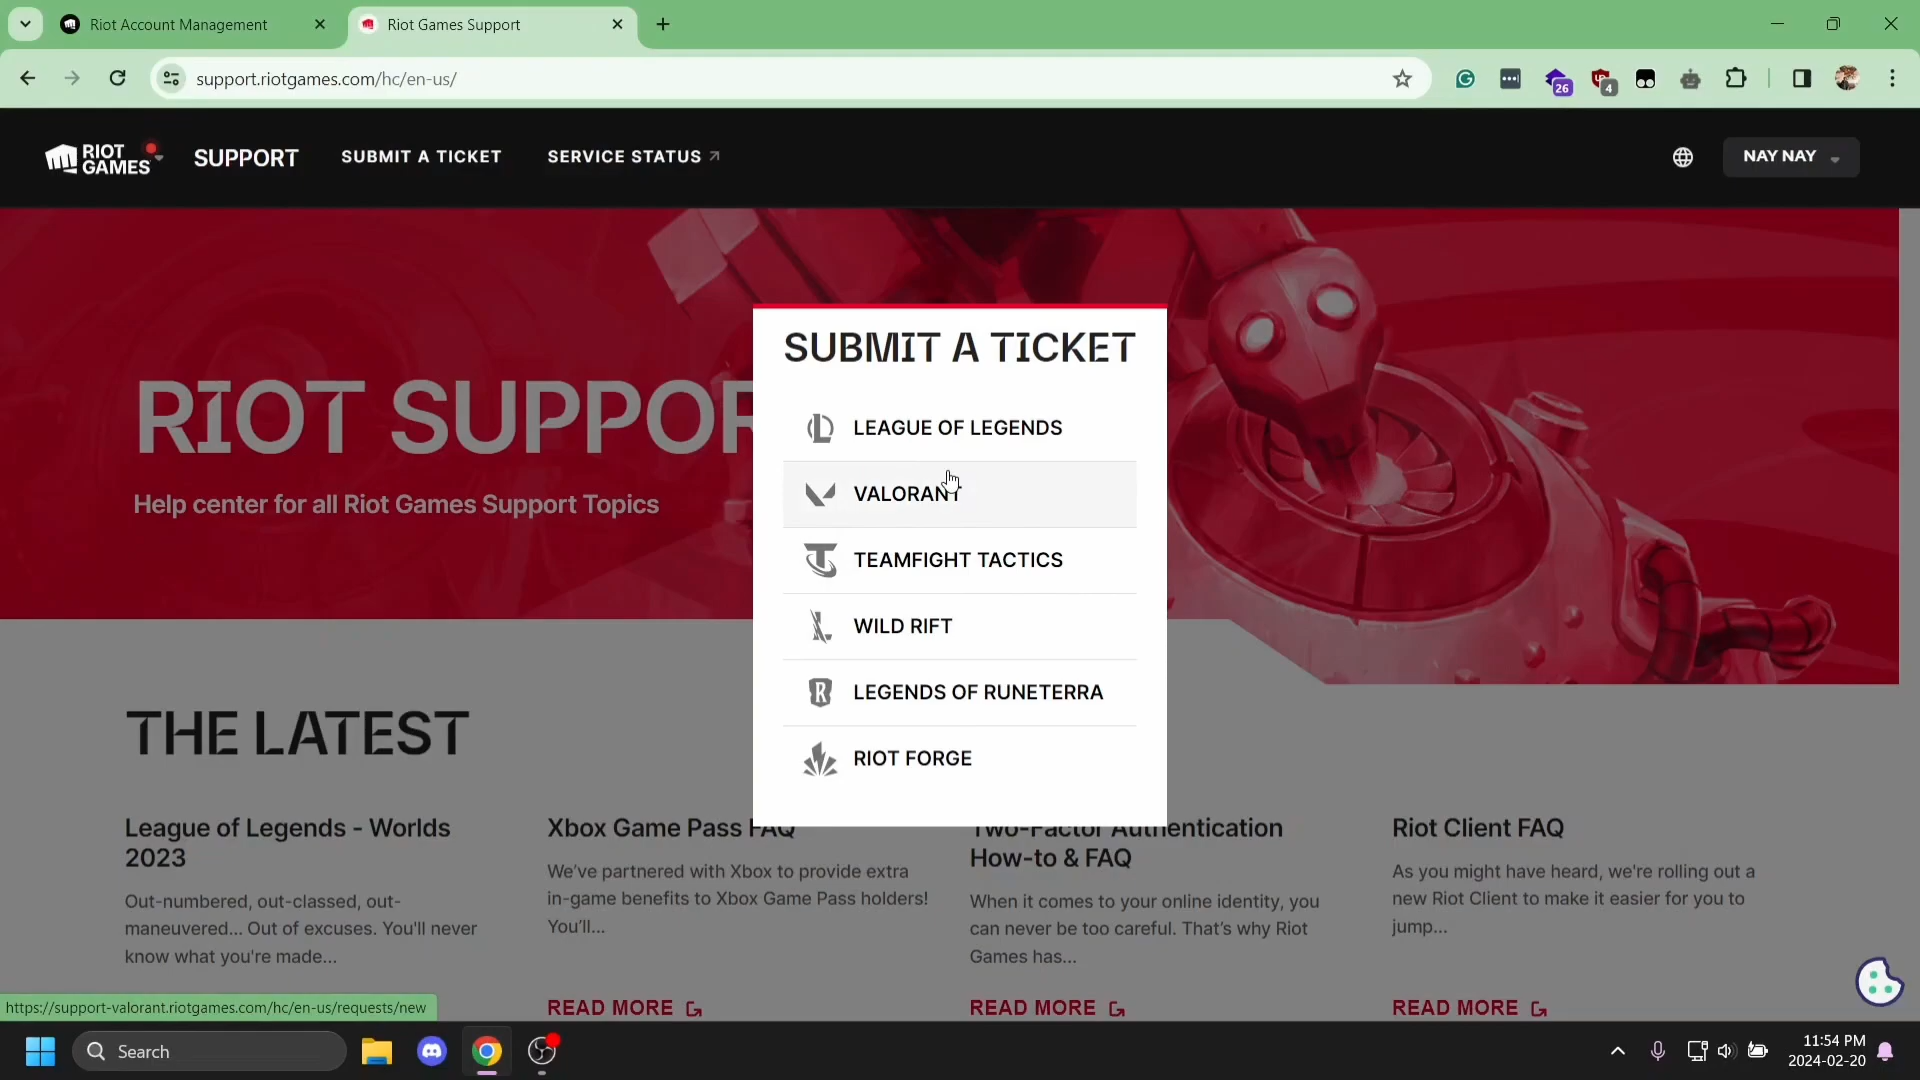 Riot Account Management
Riot Games Support
support.riotgames.com/hc/en-us/
26
4
RIOT GAMES
SUPPORT
SUBMIT A TICKET
SERVICE STATUS
NAY NAY
RIOT SUPPOR
Help center for all Riot Games Support Topics
SUBMIT A TICKET
LEAGUE OF LEGENDS
VALORANT
TEAMFIGHT TACTICS
WILD RIFT
LEGENDS OF RUNETERRA
RIOT FORGE
THE LATEST
League of Legends - Worlds
2023
Out-numbered, out-classed, out-
maneuvered... Out of excuses. You'll never
know what you're made...
Xbox Game Pass FAQ
We've partnered with Xbox to provide extra
in-game benefits to Xbox Game Pass holders!
You'll...
READ MORE
Two-Factor Authentication
How-to & FAQ
When it comes to your online identity, you
can never be too careful. That's why Riot
Games has...
READ MORE
Riot Client FAQ
As you might have heard, we're rolling out a
new Riot Client to make it easier for you to
jump...
READ MORE
https://support-valorant.riotgames.com/hc/en-us/requests/new
Search
11:54 PM
2024-02-20